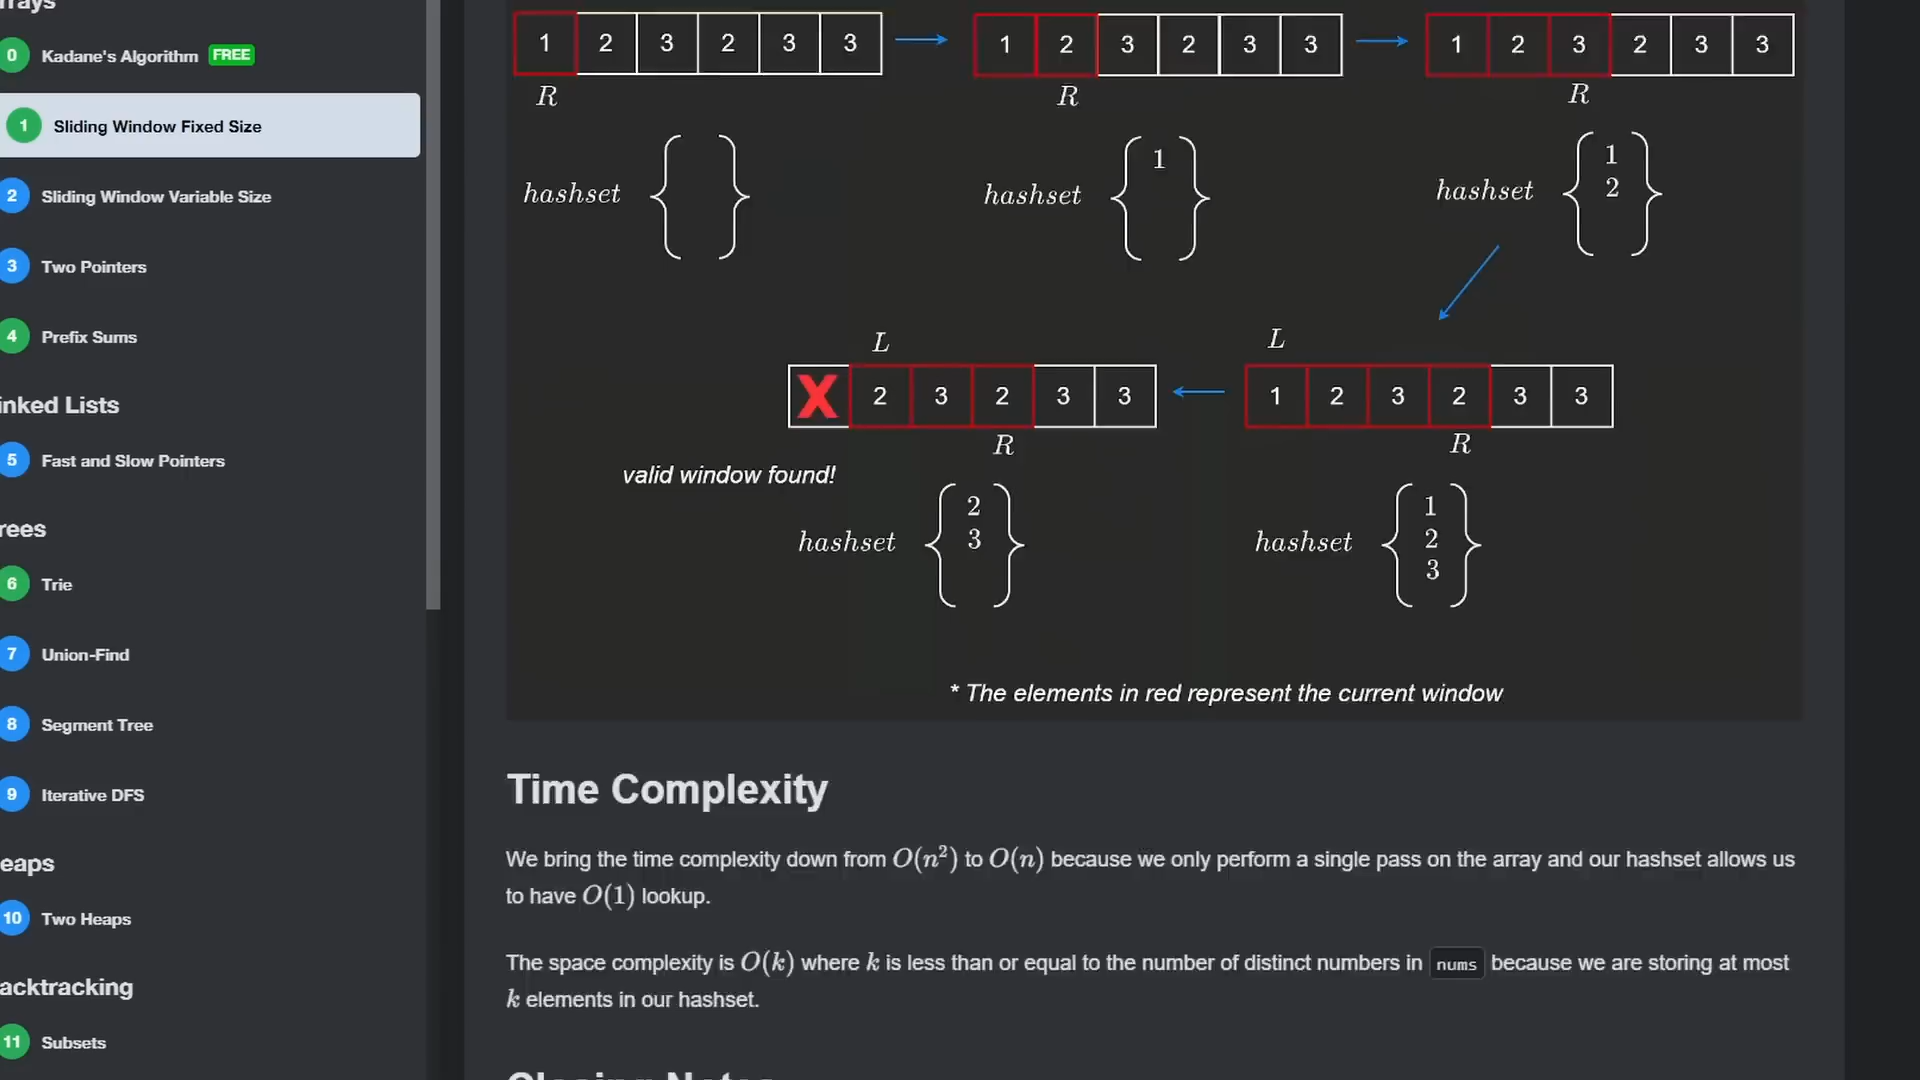 rrays
0 Kadane's Algorithm FREE
1 Sliding Window Fixed Size
2 Sliding Window Variable Size
3 Two Pointers
4 Prefix Sums
inked Lists
5 Fast and Slow Pointers
rees
6 Trie
7 Union-Find
8 Segment Tree
9 Iterative DFS
eaps
10 Two Heaps
acktracking
11 Subsets
1 2 3 2 3 3
R
hashset { }
1 2 3 2 3 3
R
hashset { 1 }
1 2 3 2 3 3
R
hashset { 1
2 }
L
1 2 3 2 3 3
R
hashset { 1
2
3 }
L
X 2 3 2 3 3
R
valid window found!
hashset { 2
3 }
* The elements in red represent the current window
Time Complexity
We bring the time complexity down from O(n²) to O(n) because we only perform a single pass on the array and our hashset allows us
to have O(1) lookup.
The space complexity is O(k) where k is less than or equal to the number of distinct numbers in nums because we are storing at most
k elements in our hashset.
Closing Notes